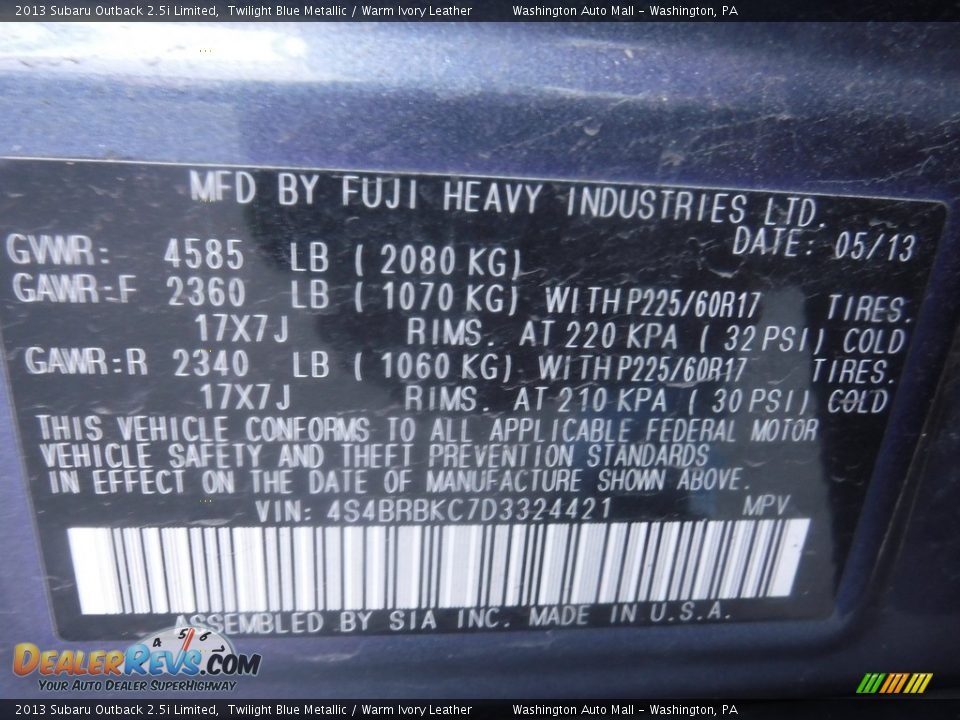 2013 Subaru Outback 2.5i Limited, Twilight Blue Metallic / Warm Ivory Leather Washington Auto Mall - Washington, PA
MFD BY FUJI HEAVY INDUSTRIES LTD.
DATE: 05/13
GVWR: 4585 LB ( 2080 KG)
GAWR:F 2360 LB ( 1070 KG) WITH P225/60R17 TIRES.
17X7J RIMS. AT 220 KPA ( 32 PSI) COLD
GAWR:R 2340 LB ( 1060 KG) WITH P225/60R17 TIRES.
17X7J RIMS. AT 210 KPA ( 30 PSI) COLD
THIS VEHICLE CONFORMS TO ALL APPLICABLE FEDERAL MOTOR
VEHICLE SAFETY AND THEFT PREVENTION STANDARDS
IN EFFECT ON THE DATE OF MANUFACTURE SHOWN ABOVE.
VIN: 4S4BRBKC7D3324421 MPV
ASSEMBLED BY SIA INC. MADE IN U.S.A.
4 5 6 7
DEALERREVS.COM
YOUR AUTO DEALER SUPERHIGHWAY
2013 Subaru Outback 2.5i Limited, Twilight Blue Metallic / Warm Ivory Leather Washington Auto Mall - Washington, PA